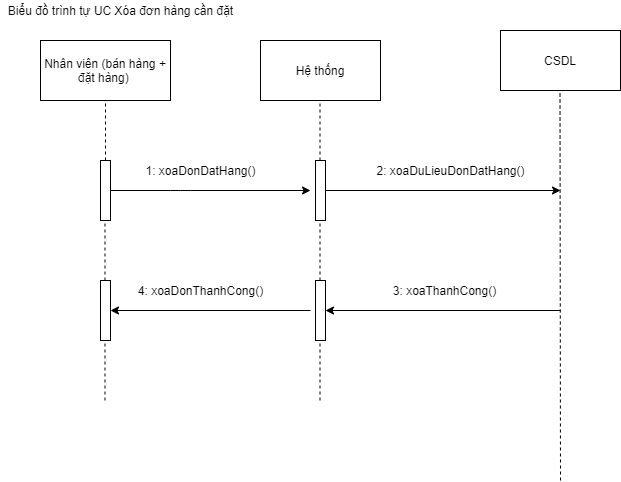 Biểu đồ trình tự UC Xóa đơn hàng cần đặt
Nhân viên (bán hàng +
đặt hàng)
Hệ thống
CSDL
1: xoaDonDatHang()
2: xoaDuLieuDonDatHang()
4: xoaDonThanhCong()
3: xoaThanhCong()